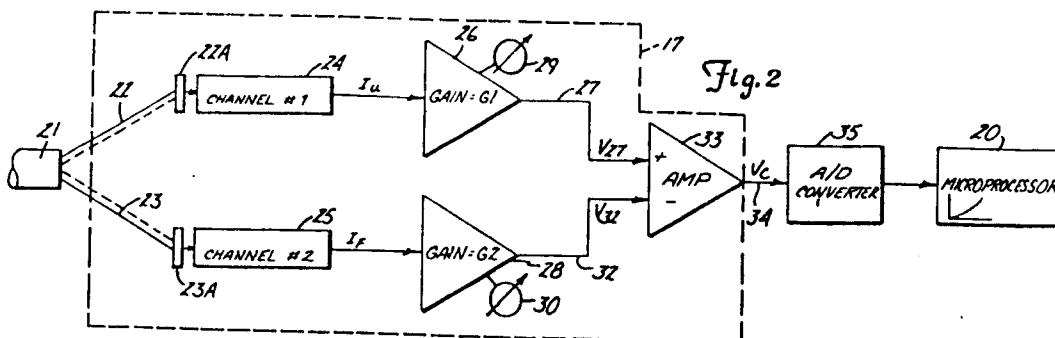 26
22A
24
17
22
29
Fig. 2
CHANNEL #1
Iu
GAIN=G1
27
21
33
35
20
V27
+
AMP
-
Vc
A/D
CONVERTER
MICROPROCESSOR
34
23
25
V32
CHANNEL #2
IF
GAIN=G2
28
32
23A
30